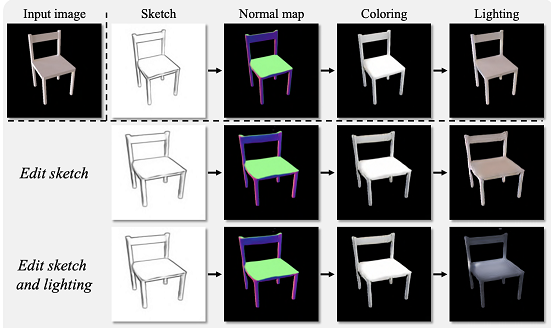 Input image
Sketch
Normal map
Coloring
Lighting
Edit sketch
Edit sketch
and lighting